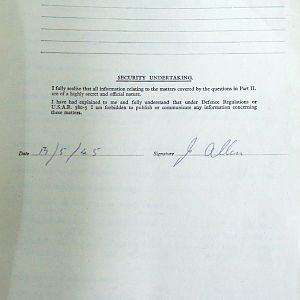 SECURITY UNDERTAKING.
I fully realise that all information relating to the matters covered by the questions in Part II.
are of a highly secret and official nature.
I have had explained to me and fully understand that under Defence Regulations or
U.S.A.R. 380-5 I am forbidden to publish or communicate any information concerning
these matters.
Date 13/5/45 Signature J Allen